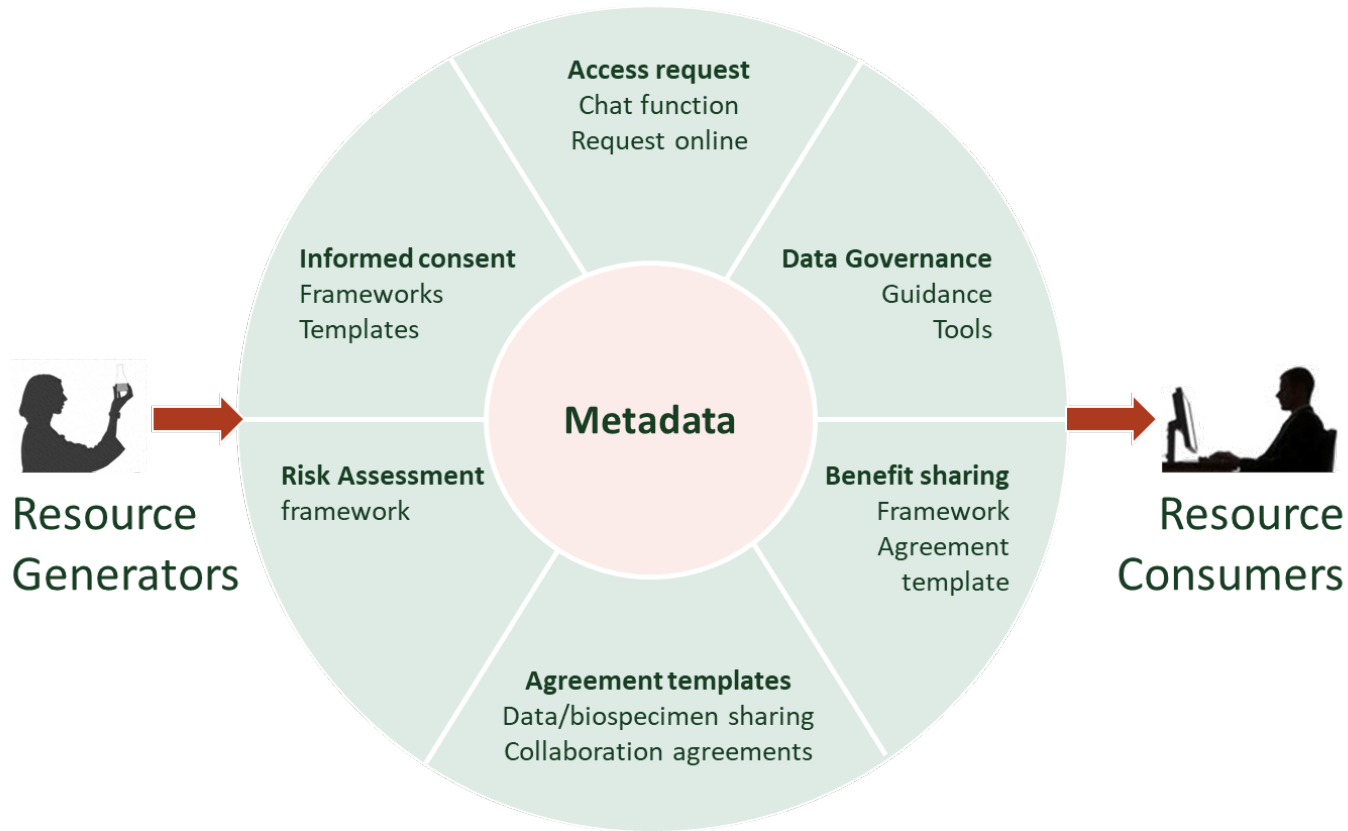 Access request
Chat function
Request online
Informed consent
Frameworks
Templates
Data Governance
Guidance
Tools
Metadata
Resource
Generators
Risk Assessment
framework
Benefit sharing
Framework
Agreement
template
Resource
Consumers
Agreement templates
Data/biospecimen sharing
Collaboration agreements